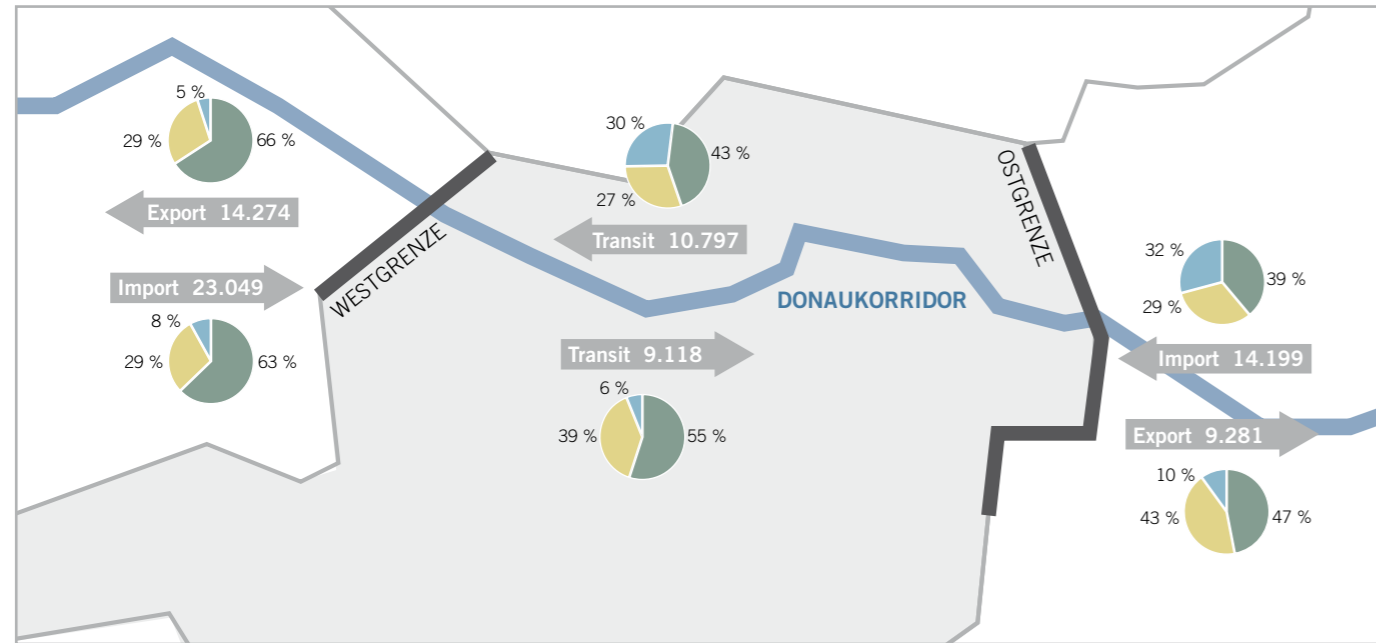 5 %
29 %
66 %
Export 14.274
Import 23.049
8 %
29 %
63 %
WESTGRENZE
30 %
43 %
27 %
Transit 10.797
DONAUKORRIDOR
Transit 9.118
6 %
39 %
55 %
OSTGRENZE
32 %
39 %
29 %
Import 14.199
Export 9.281
10 %
43 %
47 %